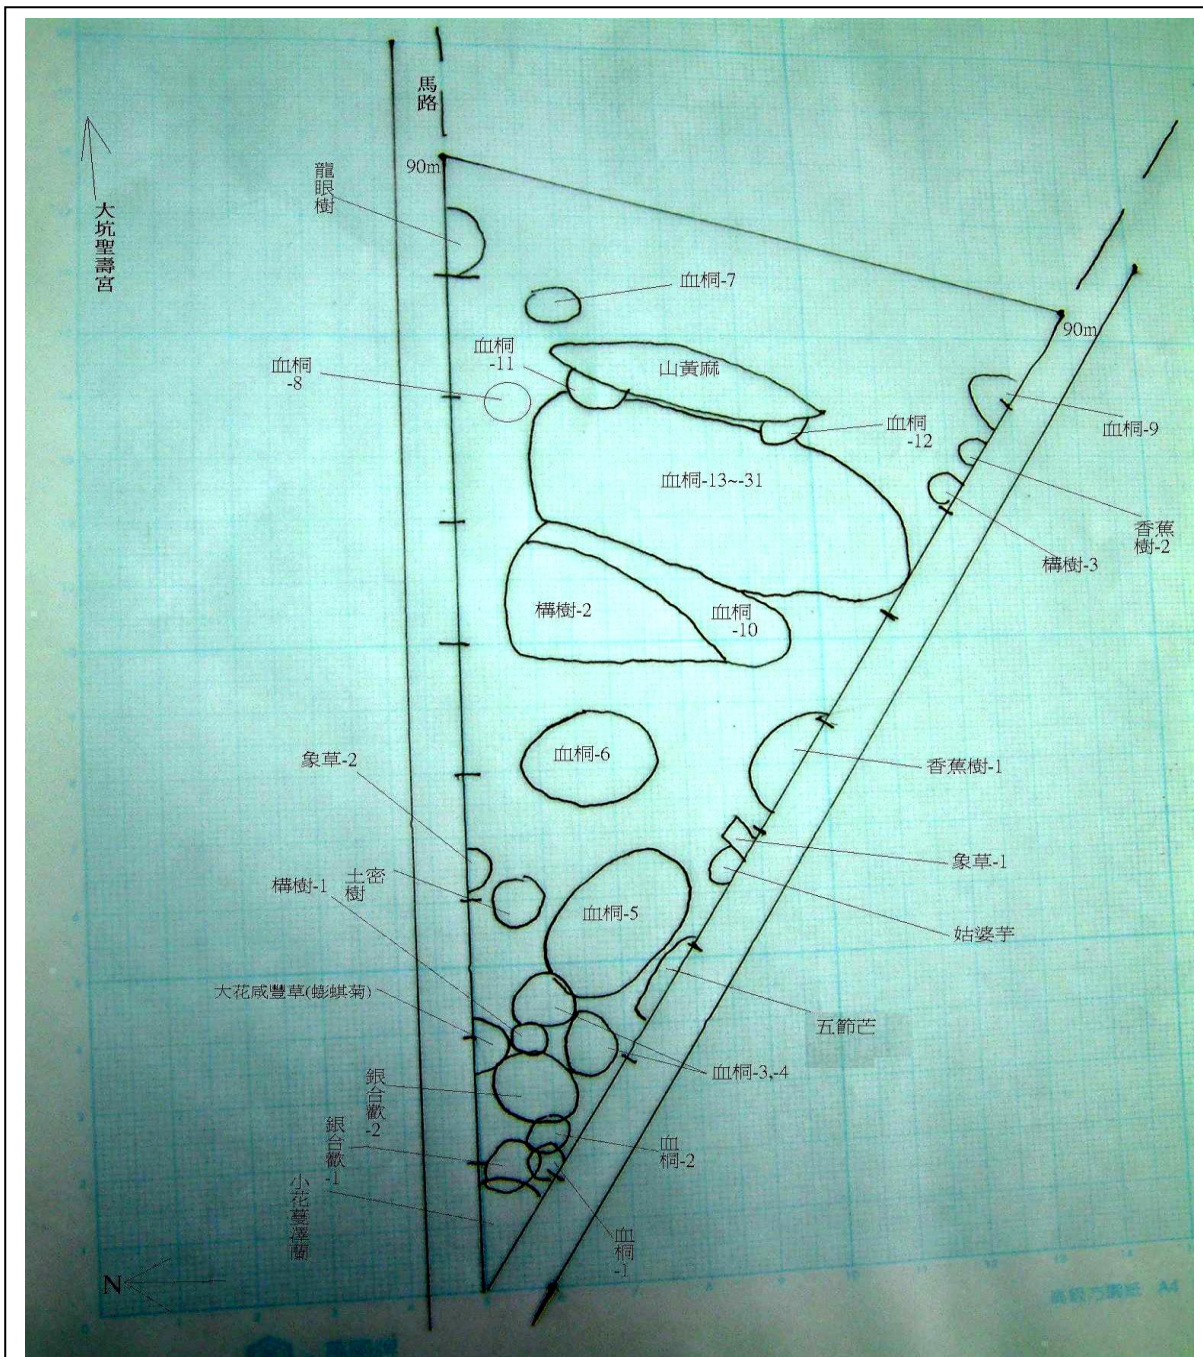 馬路
90m
龍眼樹
大坑聖壽宮
血桐-7
90m
血桐
-11
山黃麻
血桐
-8
血桐
-12
血桐-9
血桐-13~-31
香蕉
樹-2
構樹-3
構樹-2
血桐
-10
象草-2
血桐-6
香蕉樹-1
土密
樹
構樹-1
象草-1
血桐-5
姑婆芋
大花咸豐草(蟛蜞菊)
五節芒
血桐-3,-4
銀合歡-2
銀合歡-1
血
桐-2
小花蔓澤蘭
血桐-1
N